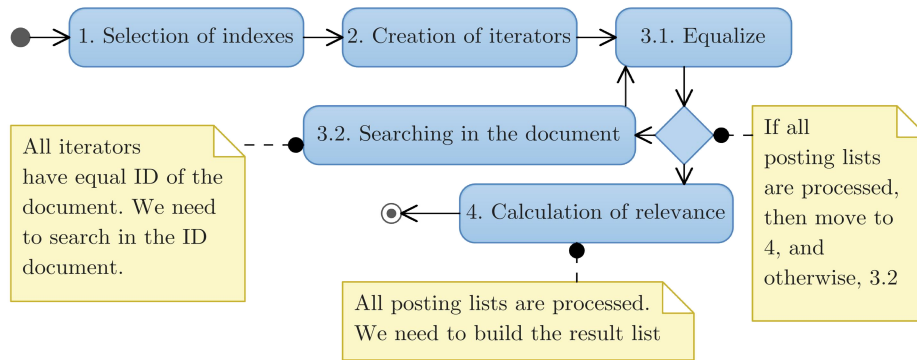 1. Selection of indexes
2. Creation of iterators
3.1. Equalize
3.2. Searching in the document
All iterators
have equal ID of the
document. We need
to search in the ID
document.
If all
posting lists
are processed,
then move to
4, and
otherwise, 3.2
4. Calculation of relevance
All posting lists are processed.
We need to build the result list